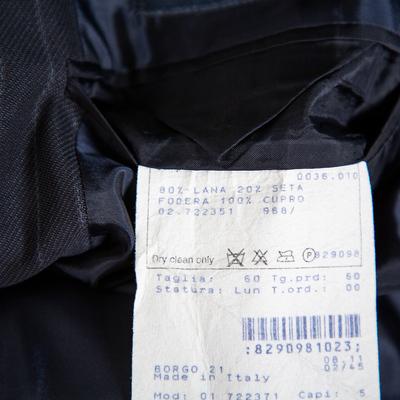 0036.010
80% LANA 20% SETA
FODERA 100% CUPRO
02.722351 968/
Dry clean only P 829098
Taglia: 60 Tg.prd: 60
Statura: Lun T.ord.: 00
:8290981023;
08.11
BORGO 21 02/45
Made in Italy
Mod: 01 722371 Capi: 5